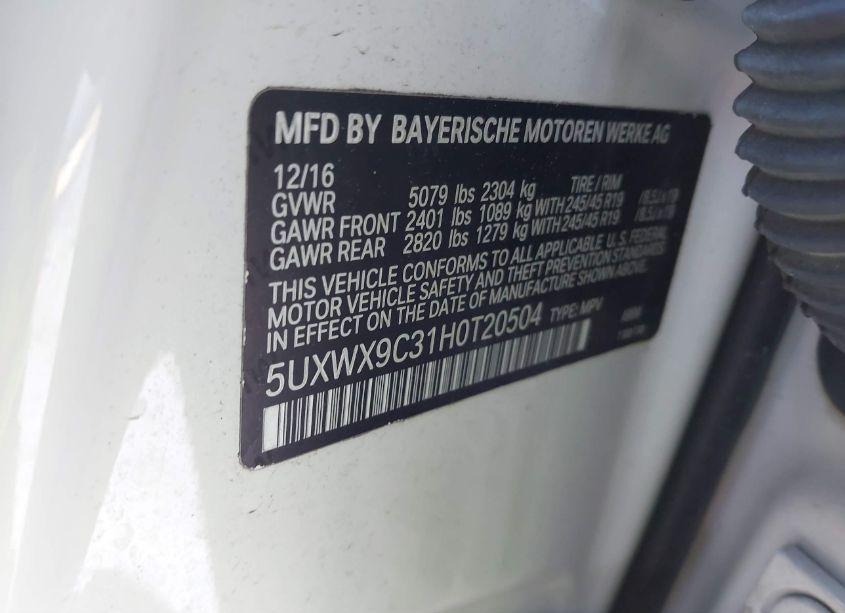 MFD BY BAYERISCHE MOTOREN WERKE AG
12/16 TIRE / RIM
GVWR 5079 lbs 2304 kg
GAWR FRONT 2401 lbs 1089 kg WITH 245/45 R19
GAWR REAR 2820 lbs 1279 kg WITH 245/45 R19
THIS VEHICLE CONFORMS TO ALL APPLICABLE U.S. FEDERAL
MOTOR VEHICLE SAFETY AND THEFT PREVENTION STANDARDS
IN EFFECT ON THE DATE OF MANUFACTURE SHOWN ABOVE.
5UXWX9C31H0T20504 TYPE: MPV